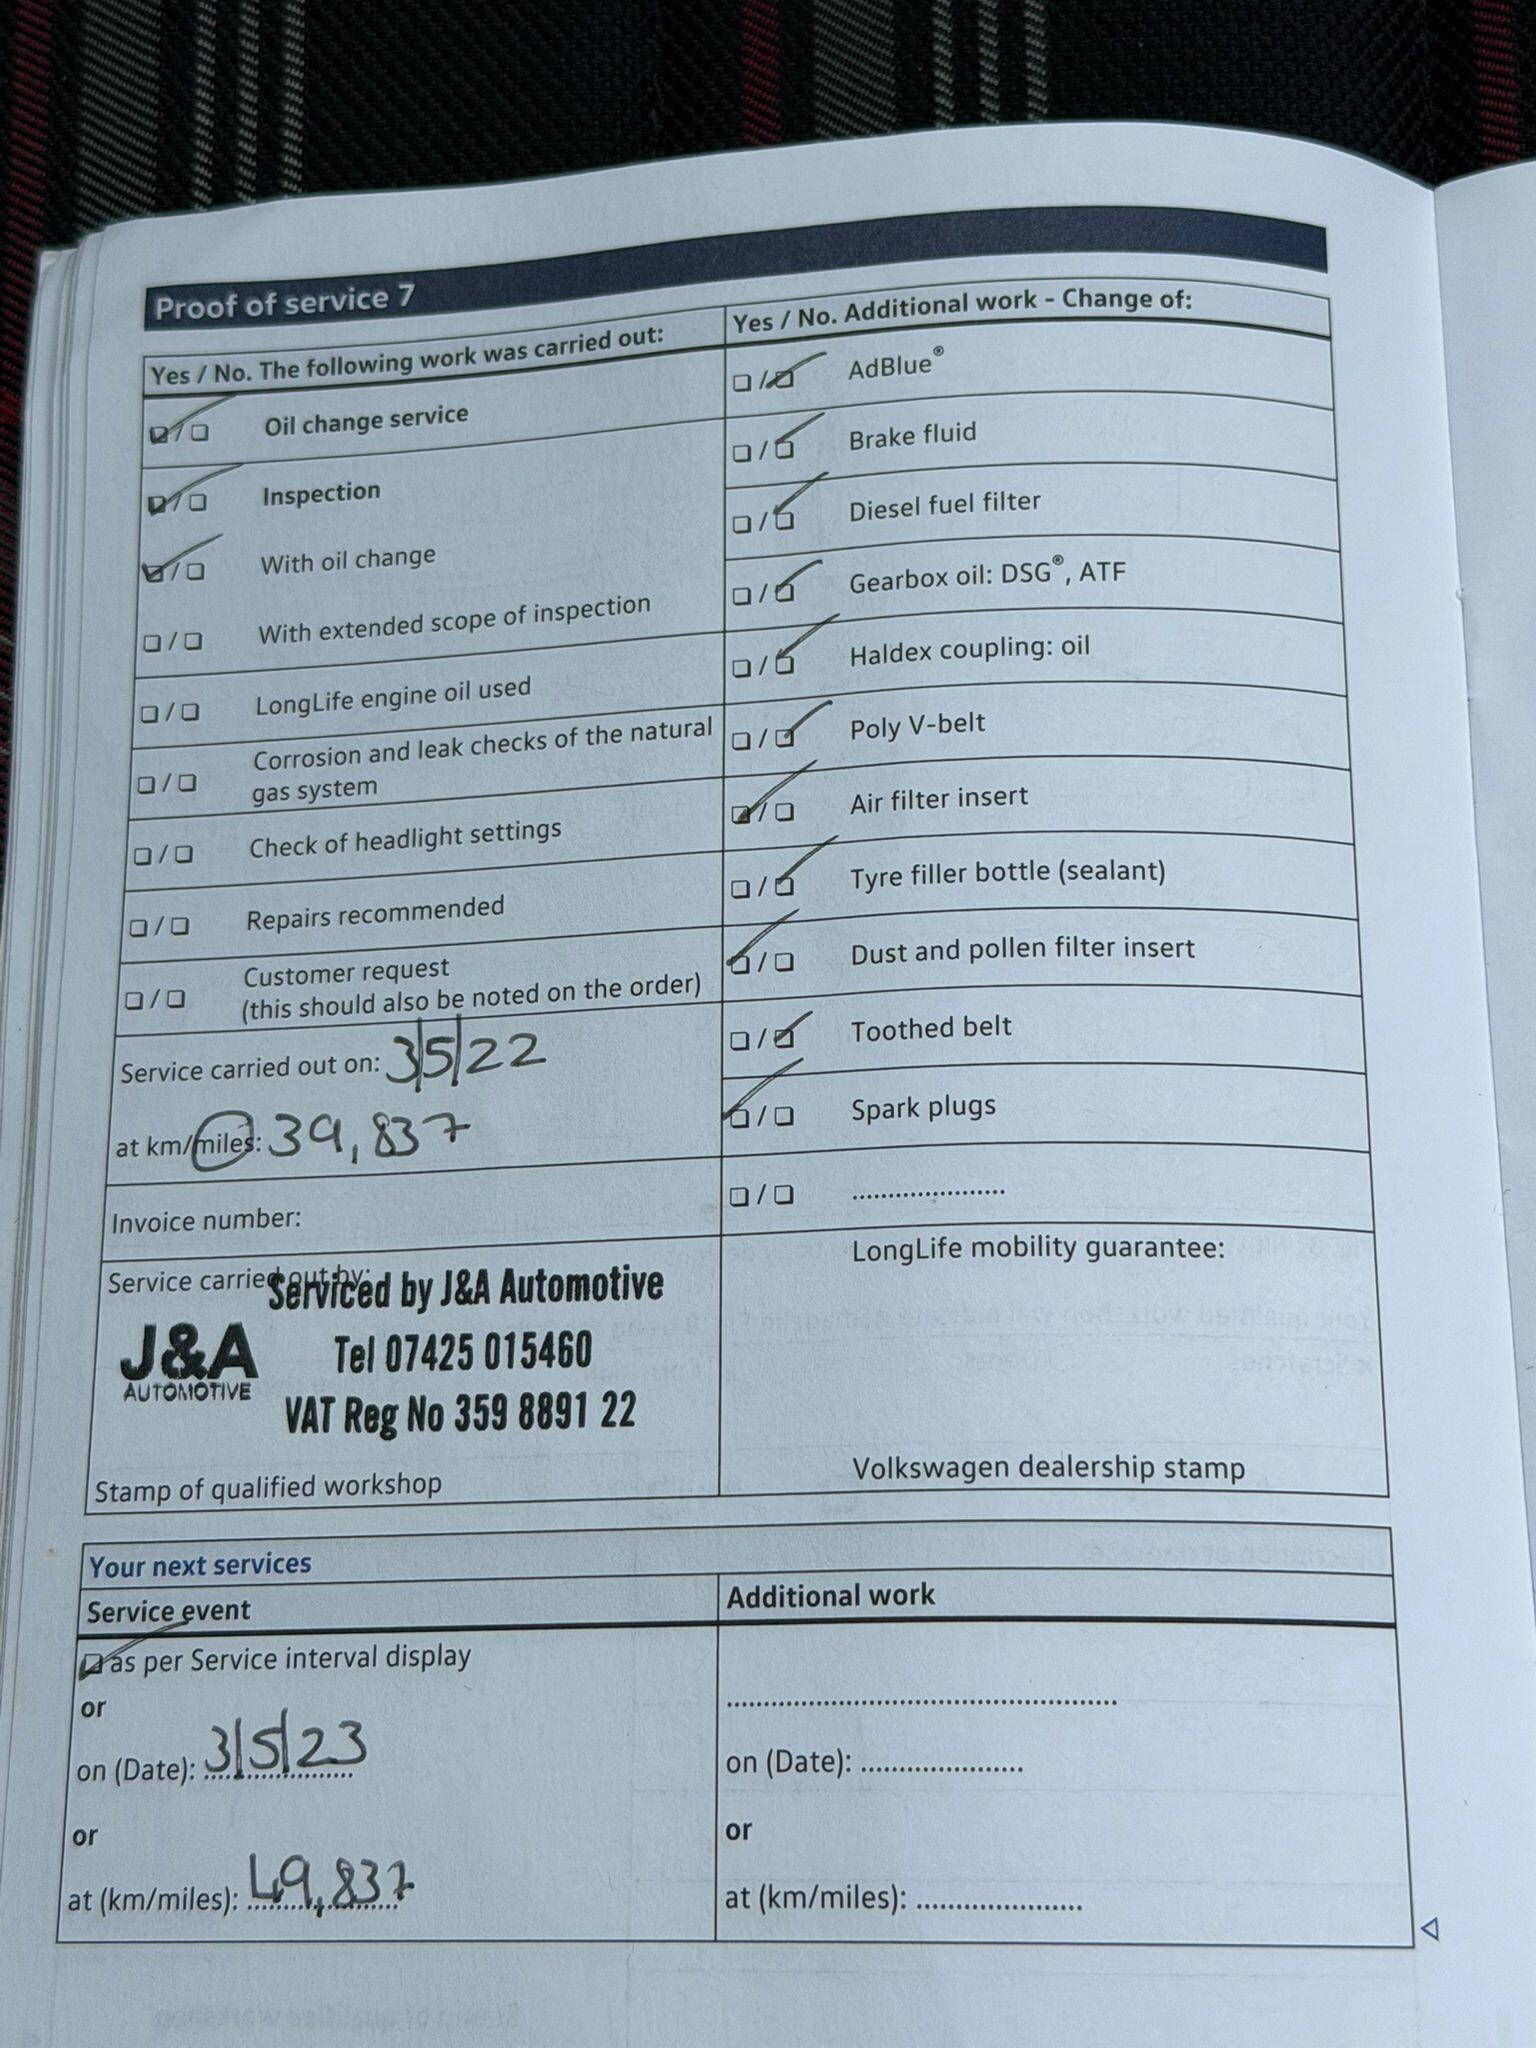 Proof of service 7
Yes / No. The following work was carried out:
❏ / ❏ Oil change service
❏ / ❏ Inspection
❏ / ❏ With oil change
❏ / ❏ With extended scope of inspection
❏ / ❏ LongLife engine oil used
❏ / ❏ Corrosion and leak checks of the natural
gas system
❏ / ❏ Check of headlight settings
❏ / ❏ Repairs recommended
❏ / ❏ Customer request
(this should also be noted on the order)
Service carried out on: 3/5/22
at km/miles: 39,837
Invoice number:
Service carried out by:
Serviced by J&A Automotive
J&A
AUTOMOTIVE
Tel 07425 015460
VAT Reg No 359 8891 22
Stamp of qualified workshop
Yes / No. Additional work - Change of:
❏ / ❏ AdBlue®
❏ / ❏ Brake fluid
❏ / ❏ Diesel fuel filter
❏ / ❏ Gearbox oil: DSG®, ATF
❏ / ❏ Haldex coupling: oil
❏ / ❏ Poly V-belt
❏ / ❏ Air filter insert
❏ / ❏ Tyre filler bottle (sealant)
❏ / ❏ Dust and pollen filter insert
❏ / ❏ Toothed belt
❏ / ❏ Spark plugs
❏ / ❏ ......................
LongLife mobility guarantee:
Volkswagen dealership stamp
Your next services
Service event
❏ as per Service interval display
or
on (Date): 3/5/23
or
at (km/miles): 49,837
Additional work
......................................................
on (Date): .......................
or
at (km/miles): .......................